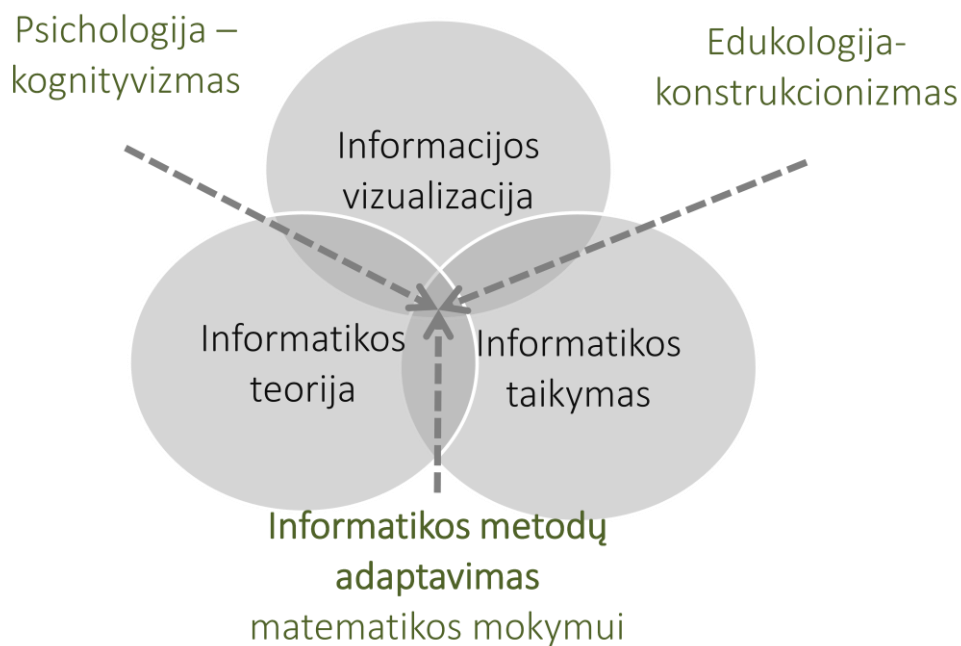 Psichologija –
kognityvizmas
Edukologija-
konstrukcionizmas
Informacijos
vizualizacija
Informatikos
teorija
Informatikos
taikymas
Informatikos metodų
adaptavimas
matematikos mokymui